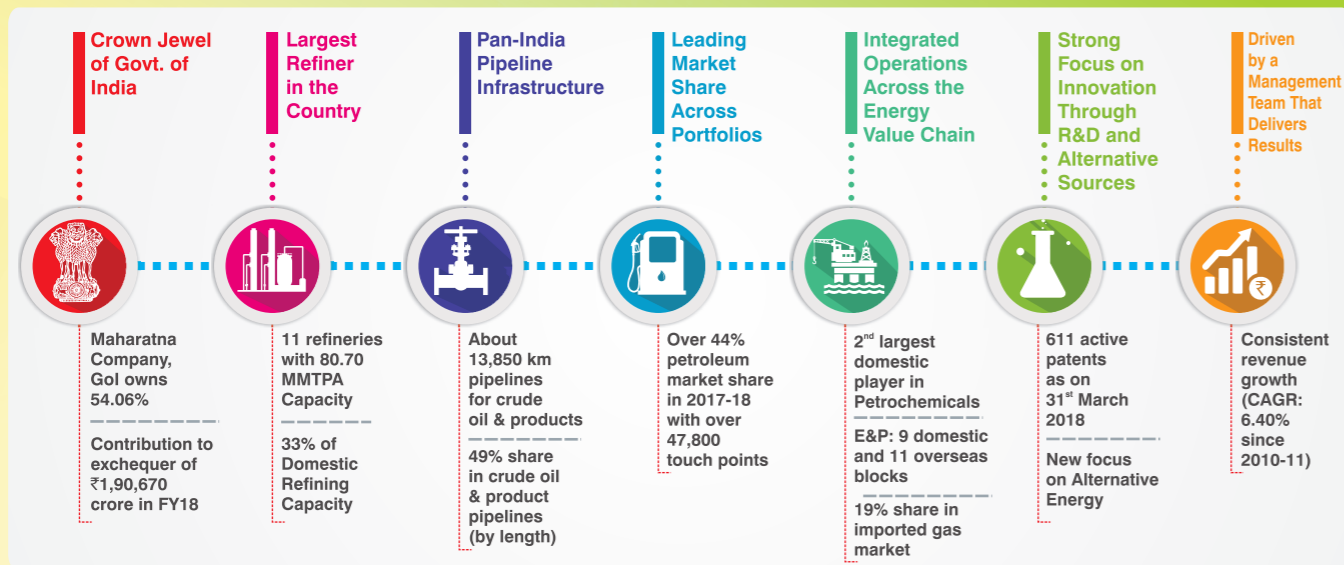 Crown Jewel
of Govt. of
India
Maharatna
Company,
GoI owns
54.06%
Contribution to
exchequer of
₹1,90,670
crore in FY18
Largest
Refiner
in the
Country
11 refineries
with 80.70
MMTPA
Capacity
33% of
Domestic
Refining
Capacity
Pan-India
Pipeline
Infrastructure
About
13,850 km
pipelines
for crude
oil & products
49% share
in crude oil
& product
pipelines
(by length)
Leading
Market
Share
Across
Portfolios
Over 44%
petroleum
market share
in 2017-18
with over
47,800
touch points
Integrated
Operations
Across the
Energy
Value Chain
2nd largest
domestic
player in
Petrochemicals
E&P: 9 domestic
and 11 overseas
blocks
19% share in
imported gas
market
Strong
Focus on
Innovation
Through
R&D and
Alternative
Sources
611 active
patents
as on
31st March
2018
New focus
on Alternative
Energy
Driven
by a
Management
Team That
Delivers
Results
₹
Consistent
revenue
growth
(CAGR:
6.40%
since
2010-11)